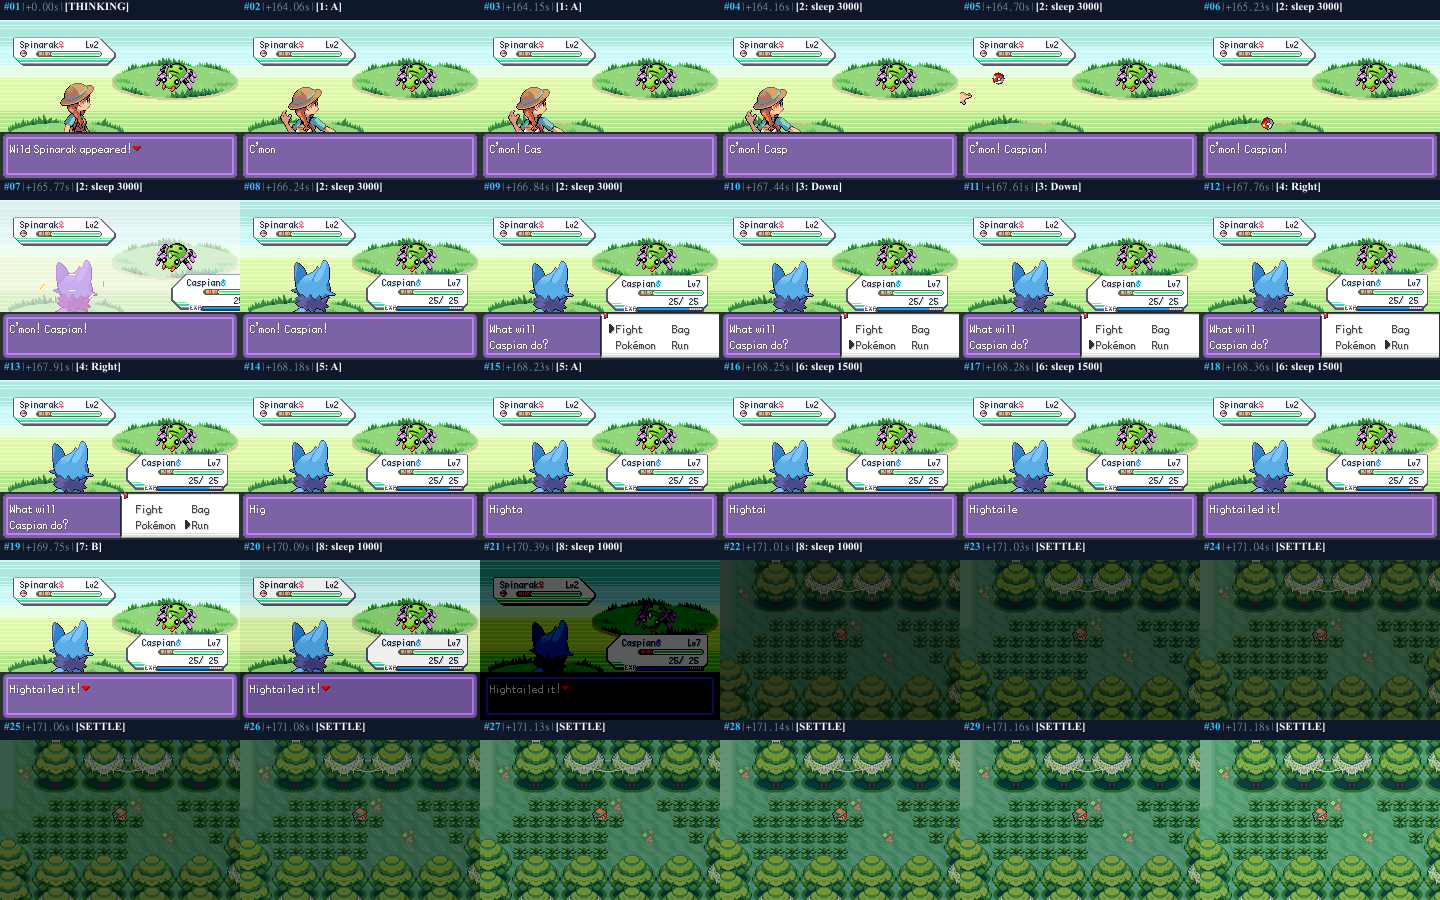 #01 | +0.00s | [THINKING]
#02 | +164.06s | [1: A]
#03 | +164.15s | [1: A]
#04 | +164.16s | [2: sleep 3000]
#05 | +164.70s | [2: sleep 3000]
#06 | +165.23s | [2: sleep 3000]
Spinarak♀ Lv2
Wild Spinarak appeared!
Spinarak♀ Lv2
C'mon
Spinarak♀ Lv2
C'mon! Cas
Spinarak♀ Lv2
C'mon! Casp
Spinarak♀ Lv2
C'mon! Caspian!
Spinarak♀ Lv2
C'mon! Caspian!
#07 | +165.77s | [2: sleep 3000]
#08 | +166.24s | [2: sleep 3000]
#09 | +166.84s | [2: sleep 3000]
#10 | +167.44s | [3: Down]
#11 | +167.61s | [3: Down]
#12 | +167.76s | [4: Right]
Spinarak♀ Lv2
Caspian
2
EXP
C'mon! Caspian!
Spinarak♀ Lv2
Caspian♂ Lv7
25/ 25
EXP
C'mon! Caspian!
Spinarak♀ Lv2
Caspian♂ Lv7
25/ 25
EXP
What will
Caspian do?
Fight Bag
Pokémon Run
Spinarak♀ Lv2
Caspian♂ Lv7
25/ 25
EXP
What will
Caspian do?
Fight Bag
Pokémon Run
Spinarak♀ Lv2
Caspian♂ Lv7
25/ 25
EXP
What will
Caspian do?
Fight Bag
Pokémon Run
Spinarak♀ Lv2
Caspian♂ Lv7
25/ 25
EXP
What will
Caspian do?
Fight Bag
Pokémon Run
#13 | +167.91s | [4: Right]
#14 | +168.18s | [5: A]
#15 | +168.23s | [5: A]
#16 | +168.25s | [6: sleep 1500]
#17 | +168.28s | [6: sleep 1500]
#18 | +168.36s | [6: sleep 1500]
Spinarak♀ Lv2
Caspian♂ Lv7
25/ 25
EXP
What will
Caspian do?
Fight Bag
Pokémon Run
Spinarak♀ Lv2
Caspian♂ Lv7
25/ 25
EXP
Hig
Spinarak♀ Lv2
Caspian♂ Lv7
25/ 25
EXP
Highta
Spinarak♀ Lv2
Caspian♂ Lv7
25/ 25
EXP
Hightai
Spinarak♀ Lv2
Caspian♂ Lv7
25/ 25
EXP
Hightaile
Spinarak♀ Lv2
Caspian♂ Lv7
25/ 25
EXP
Hightailed it!
#19 | +169.75s | [7: B]
#20 | +170.09s | [8: sleep 1000]
#21 | +170.39s | [8: sleep 1000]
#22 | +171.01s | [8: sleep 1000]
#23 | +171.03s | [SETTLE]
#24 | +171.04s | [SETTLE]
Spinarak♀ Lv2
Caspian♂ Lv7
25/ 25
EXP
Hightailed it!
Spinarak♀ Lv2
Caspian♂ Lv7
25/ 25
EXP
Hightailed it!
Spinarak♀ Lv2
Caspian♂ Lv7
25/ 25
EXP
Hightailed it!
#25 | +171.06s | [SETTLE]
#26 | +171.08s | [SETTLE]
#27 | +171.13s | [SETTLE]
#28 | +171.14s | [SETTLE]
#29 | +171.16s | [SETTLE]
#30 | +171.18s | [SETTLE]